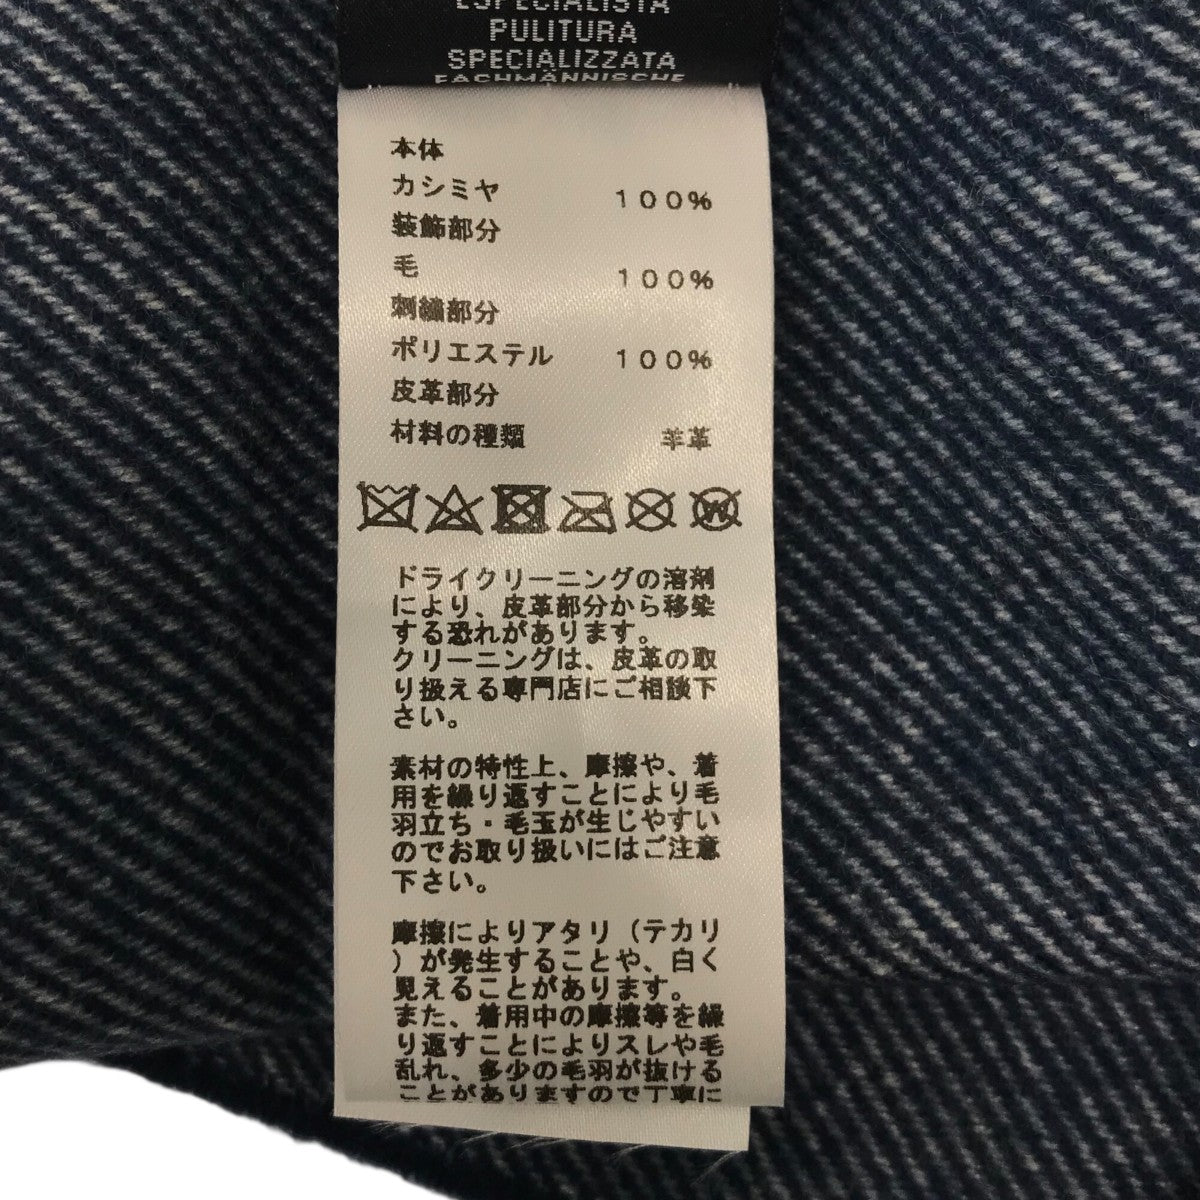 ESPECIALISTA
PULITURA
SPECIALIZZATA
FACHMÄNNISCHE
本体
カシミヤ 100%
装飾部分
毛 100%
刺繍部分
ポリエステル 100%
皮革部分
材料の種類 羊革
W
ドライクリーニングの溶剤
により、皮革部分から移染
する恐れがあります。
クリーニングは、皮革の取
り扱える専門店にご相談下
さい。
素材の特性上、摩擦や、着
用を繰り返すことにより毛
羽立ち・毛玉が生じやすい
のでお取り扱いにはご注意
下さい。
摩擦によりアタリ（テカリ
）が発生することや、白く
見えることがあります。
また、着用中の摩擦等を繰
り返すことによりスレや毛
乱れ、多少の毛羽が抜ける
ことがありますので丁寧に